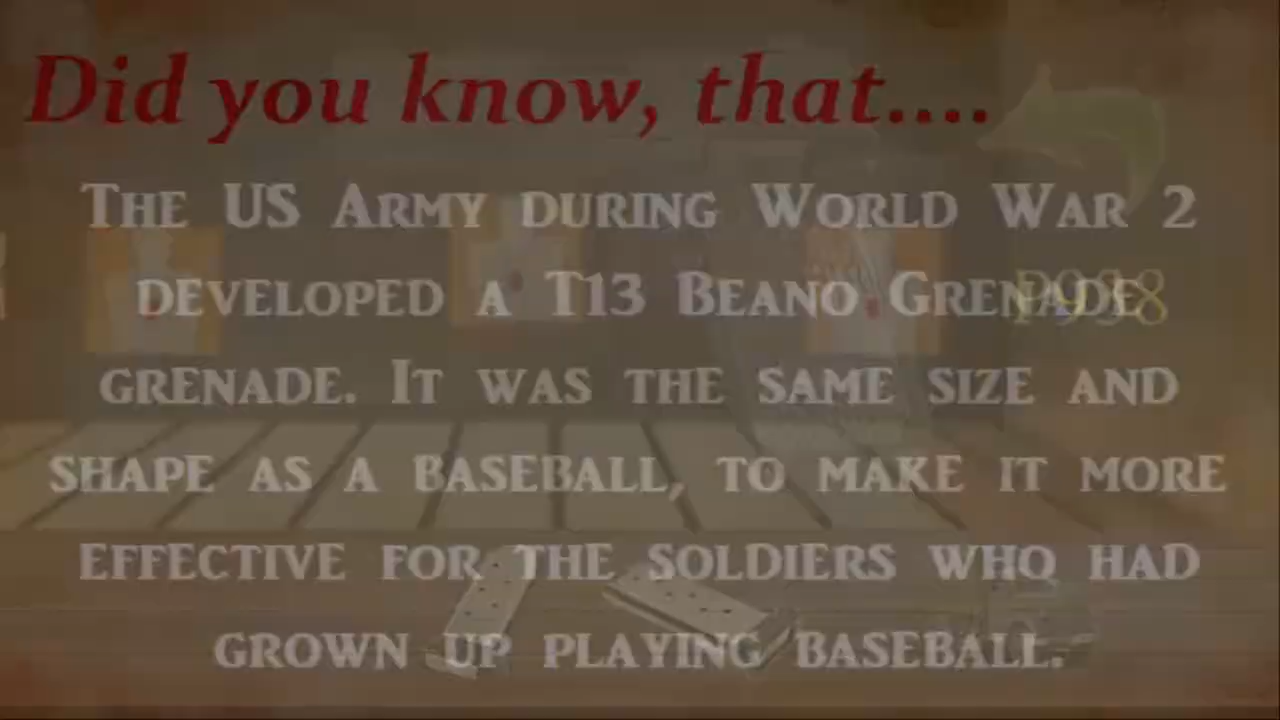 Did you know, that....
The US Army during World War 2
developed a T13 Beano Grenade
P938
grenade. It was the same size and
shape as a baseball, to make it more
effective for the soldiers who had
grown up playing baseball.